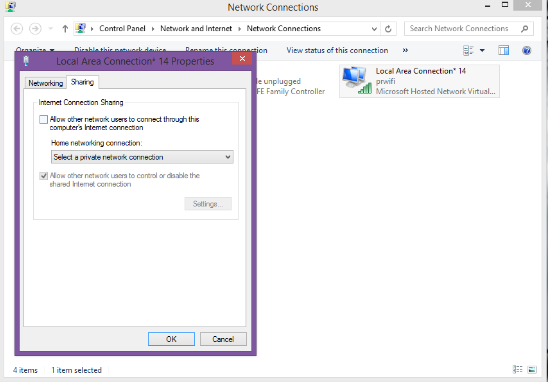 Network Connections
Control Panel
Network and Internet
Network Connections
Search Network Connections
Organize
Disable this network device
Rename this connection
View status of this connection
»
Local Area Connection* 14 Properties
Networking
Sharing
Internet Connection Sharing
Allow other network users to connect through this
computer's Internet connection
Home networking connection:
Select a private network connection
Allow other network users to control or disable the
shared Internet connection
Settings...
OK
Cancel
le unplugged
FE Family Controller
Local Area Connection* 14
prwifi
Microsoft Hosted Network Virtual...
4 items
1 item selected